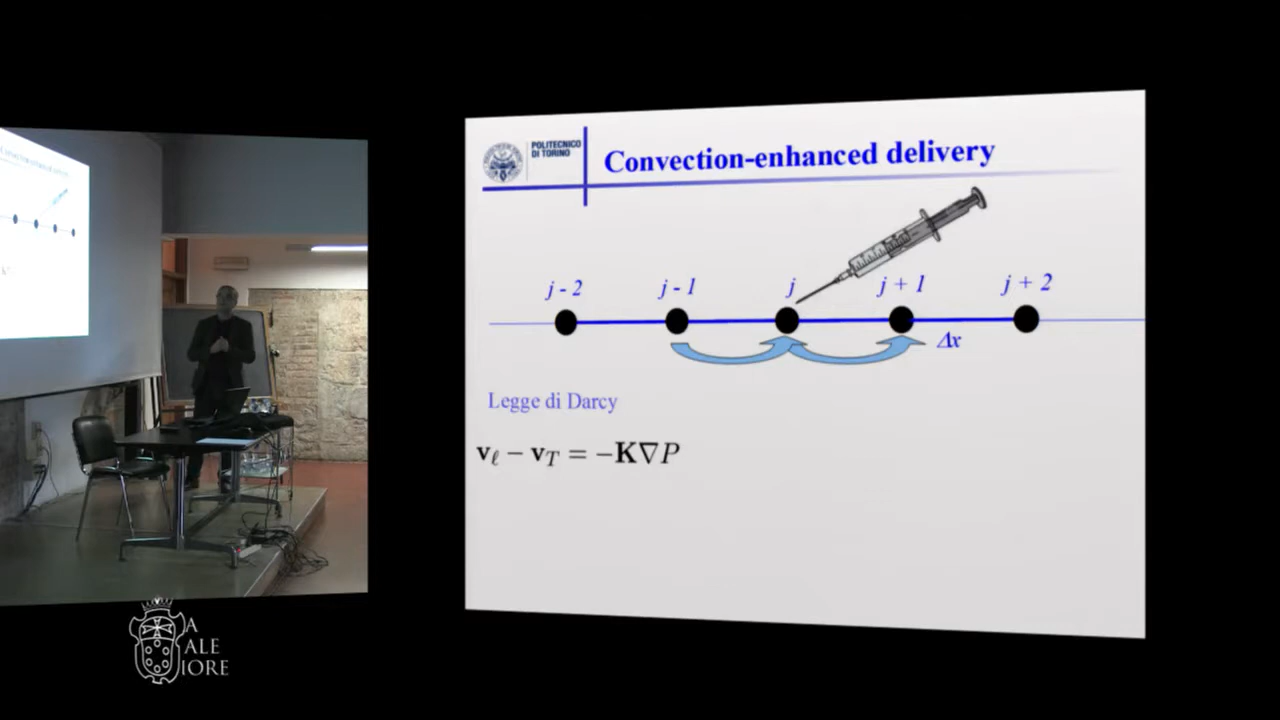 POLITECNICO
DI TORINO
Convection-enhanced delivery
j - 2 j - 1 j j + 1 j + 2
Δx
Legge di Darcy
v_ℓ − v_T = −K∇P
A
ALE
IORE